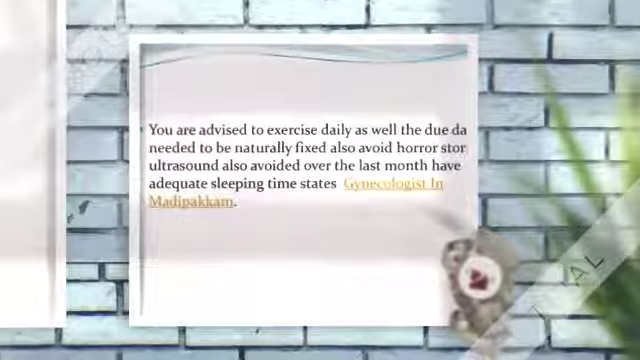 You are advised to exercise daily as well the due da
needed to be naturally fixed also avoid horror stor
ultrasound also avoided over the last month have
adequate sleeping time states Gynecologist In
Madipakkam.